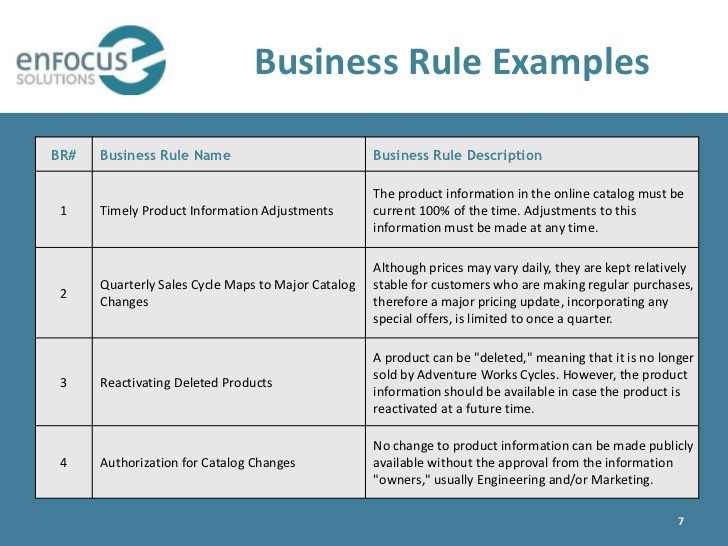 enfocus
SOLUTIONS
Business Rule Examples
BR# Business Rule Name Business Rule Description
1 Timely Product Information Adjustments
The product information in the online catalog must be
current 100% of the time. Adjustments to this
information must be made at any time.
2 Quarterly Sales Cycle Maps to Major Catalog
Changes
Although prices may vary daily, they are kept relatively
stable for customers who are making regular purchases,
therefore a major pricing update, incorporating any
special offers, is limited to once a quarter.
3 Reactivating Deleted Products
A product can be "deleted," meaning that it is no longer
sold by Adventure Works Cycles. However, the product
information should be available in case the product is
reactivated at a future time.
4 Authorization for Catalog Changes
No change to product information can be made publicly
available without the approval from the information
"owners," usually Engineering and/or Marketing.
7